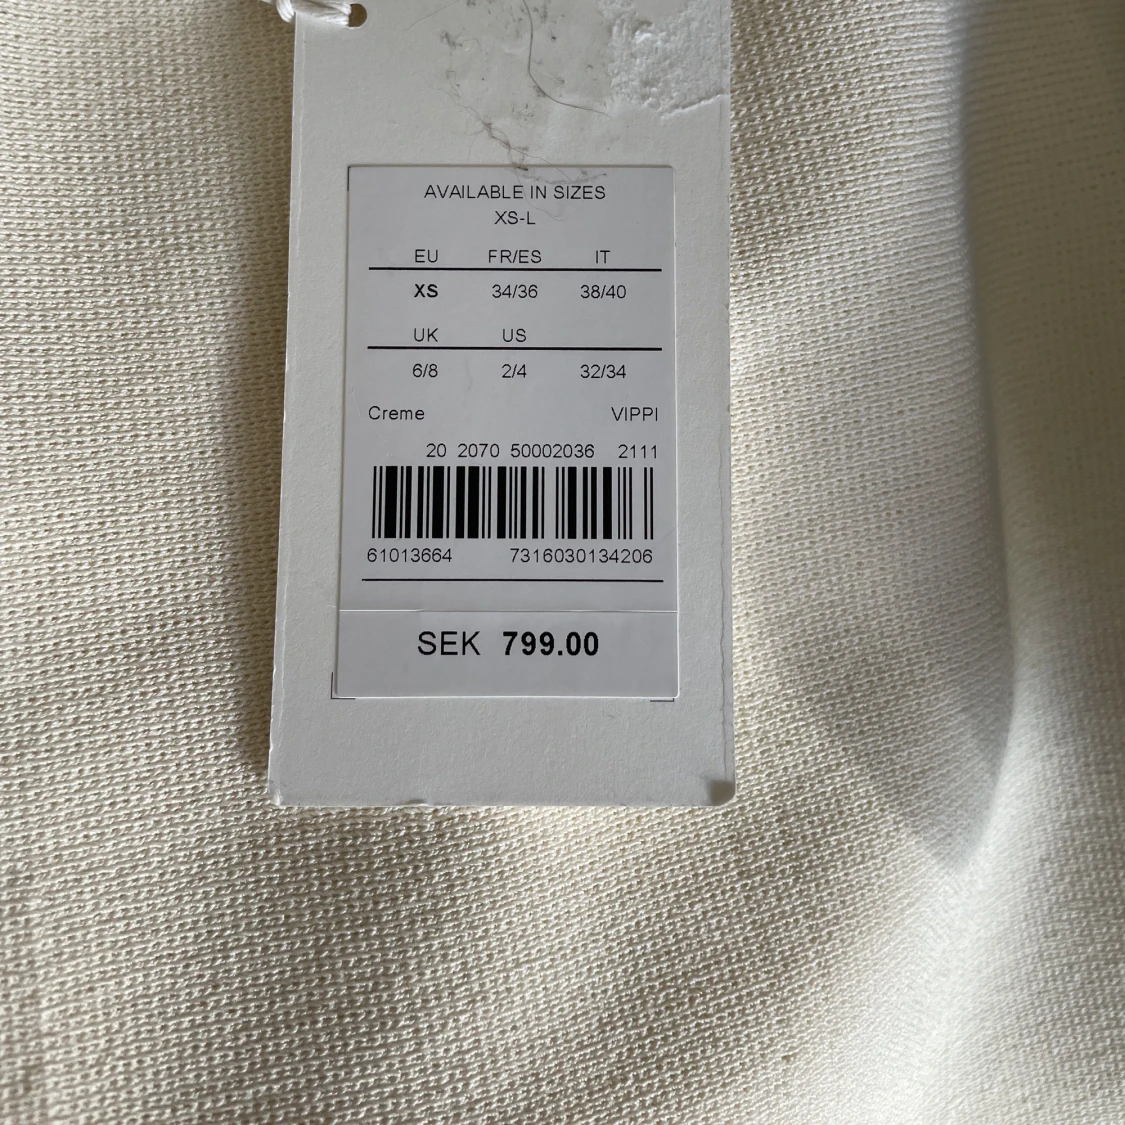 AVAILABLE IN SIZES
XS-L
EU FR/ES IT
XS 34/36 38/40
UK US
6/8 2/4 32/34
Creme VIPPI
20 2070 50002036 2111
61013664 7316030134206
SEK 799.00